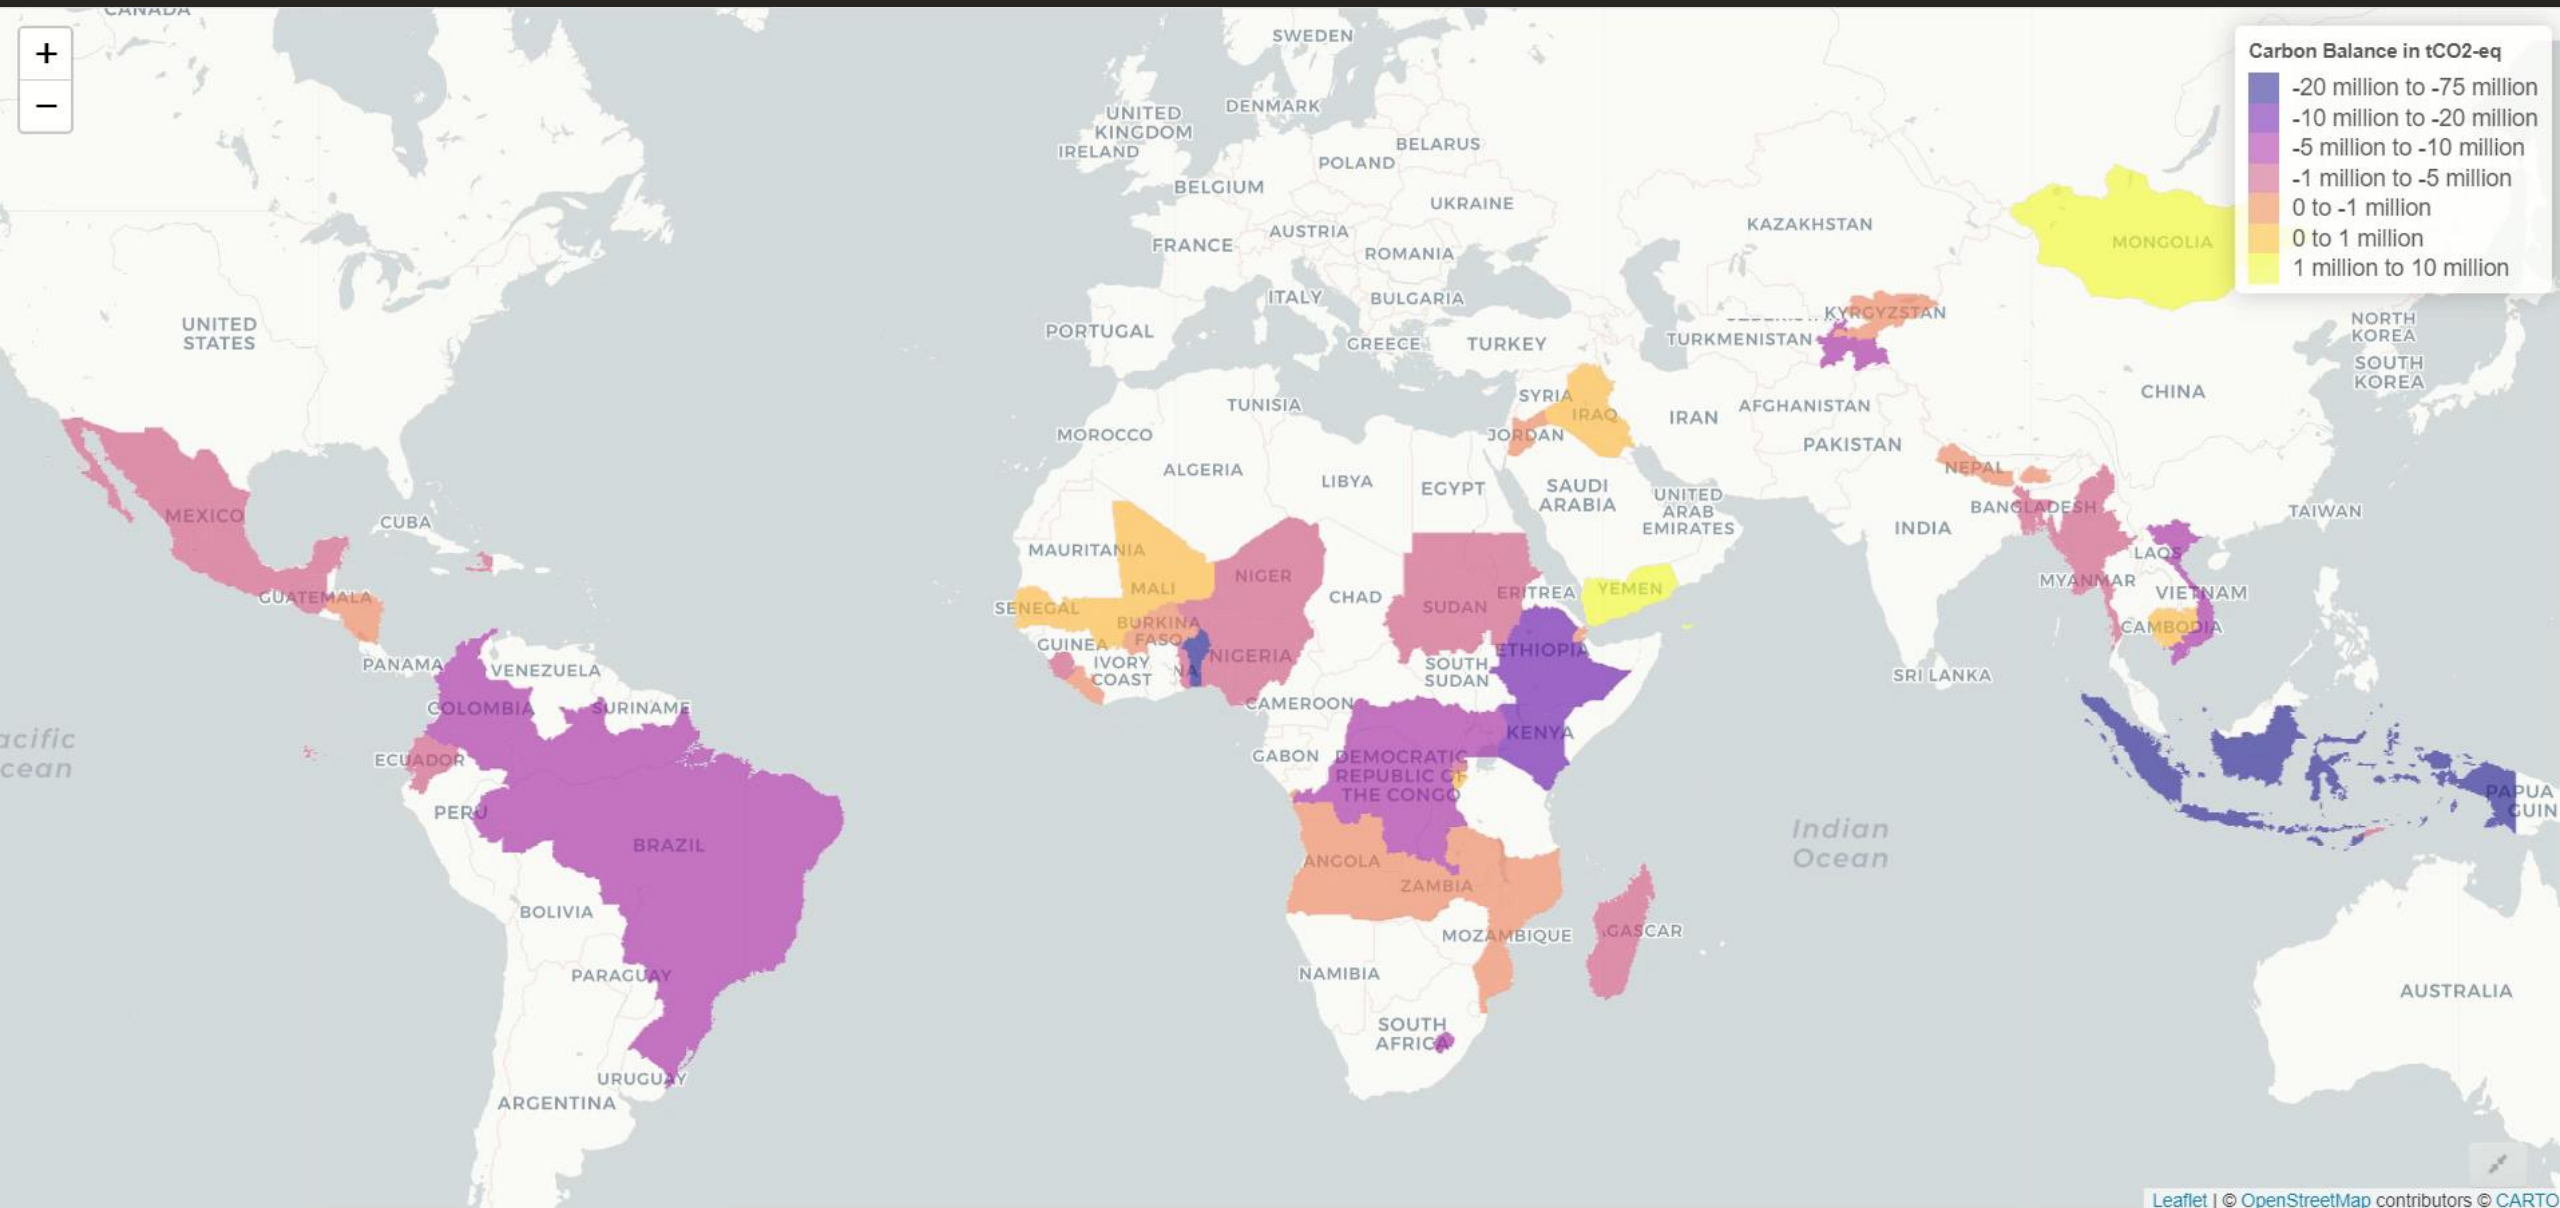 CANADA
+
−
UNITED
STATES
MEXICO
CUBA
GUATEMALA
PANAMA
VENEZUELA
COLOMBIA
SURINAME
ECUADOR
PERU
BRAZIL
BOLIVIA
PARAGUAY
URUGUAY
ARGENTINA
acific
cean
SWEDEN
UNITED
KINGDOM
IRELAND
DENMARK
BELARUS
POLAND
BELGIUM
UKRAINE
AUSTRIA
FRANCE
ROMANIA
ITALY
BULGARIA
PORTUGAL
GREECE
TURKEY
KAZAKHSTAN
KYRGYZSTAN
TURKMENISTAN
MONGOLIA
NORTH
KOREA
SOUTH
KOREA
CHINA
TAIWAN
SYRIA
IRAQ
IRAN
AFGHANISTAN
JORDAN
PAKISTAN
NEPAL
BANGLADESH
INDIA
TUNISIA
MOROCCO
ALGERIA
LIBYA
EGYPT
SAUDI
ARABIA
UNITED
ARAB
EMIRATES
MAURITANIA
MALI
NIGER
CHAD
SUDAN
ERITREA
YEMEN
SENEGAL
BURKINA
FASO
GUINEA
IVORY
COAST
NA
NIGERIA
SOUTH
SUDAN
ETHIOPIA
CAMEROON
KENYA
GABON
DEMOCRATIC
REPUBLIC OF
THE CONGO
ANGOLA
ZAMBIA
MOZAMBIQUE
GASCAR
NAMIBIA
SOUTH
AFRICA
LAOS
MYANMAR
VIETNAM
CAMBODIA
SRI LANKA
Indian
Ocean
PAPUA
GUIN
AUSTRALIA
Carbon Balance in tCO2-eq
-20 million to -75 million
-10 million to -20 million
-5 million to -10 million
-1 million to -5 million
0 to -1 million
0 to 1 million
1 million to 10 million
Leaflet | © OpenStreetMap contributors © CARTO